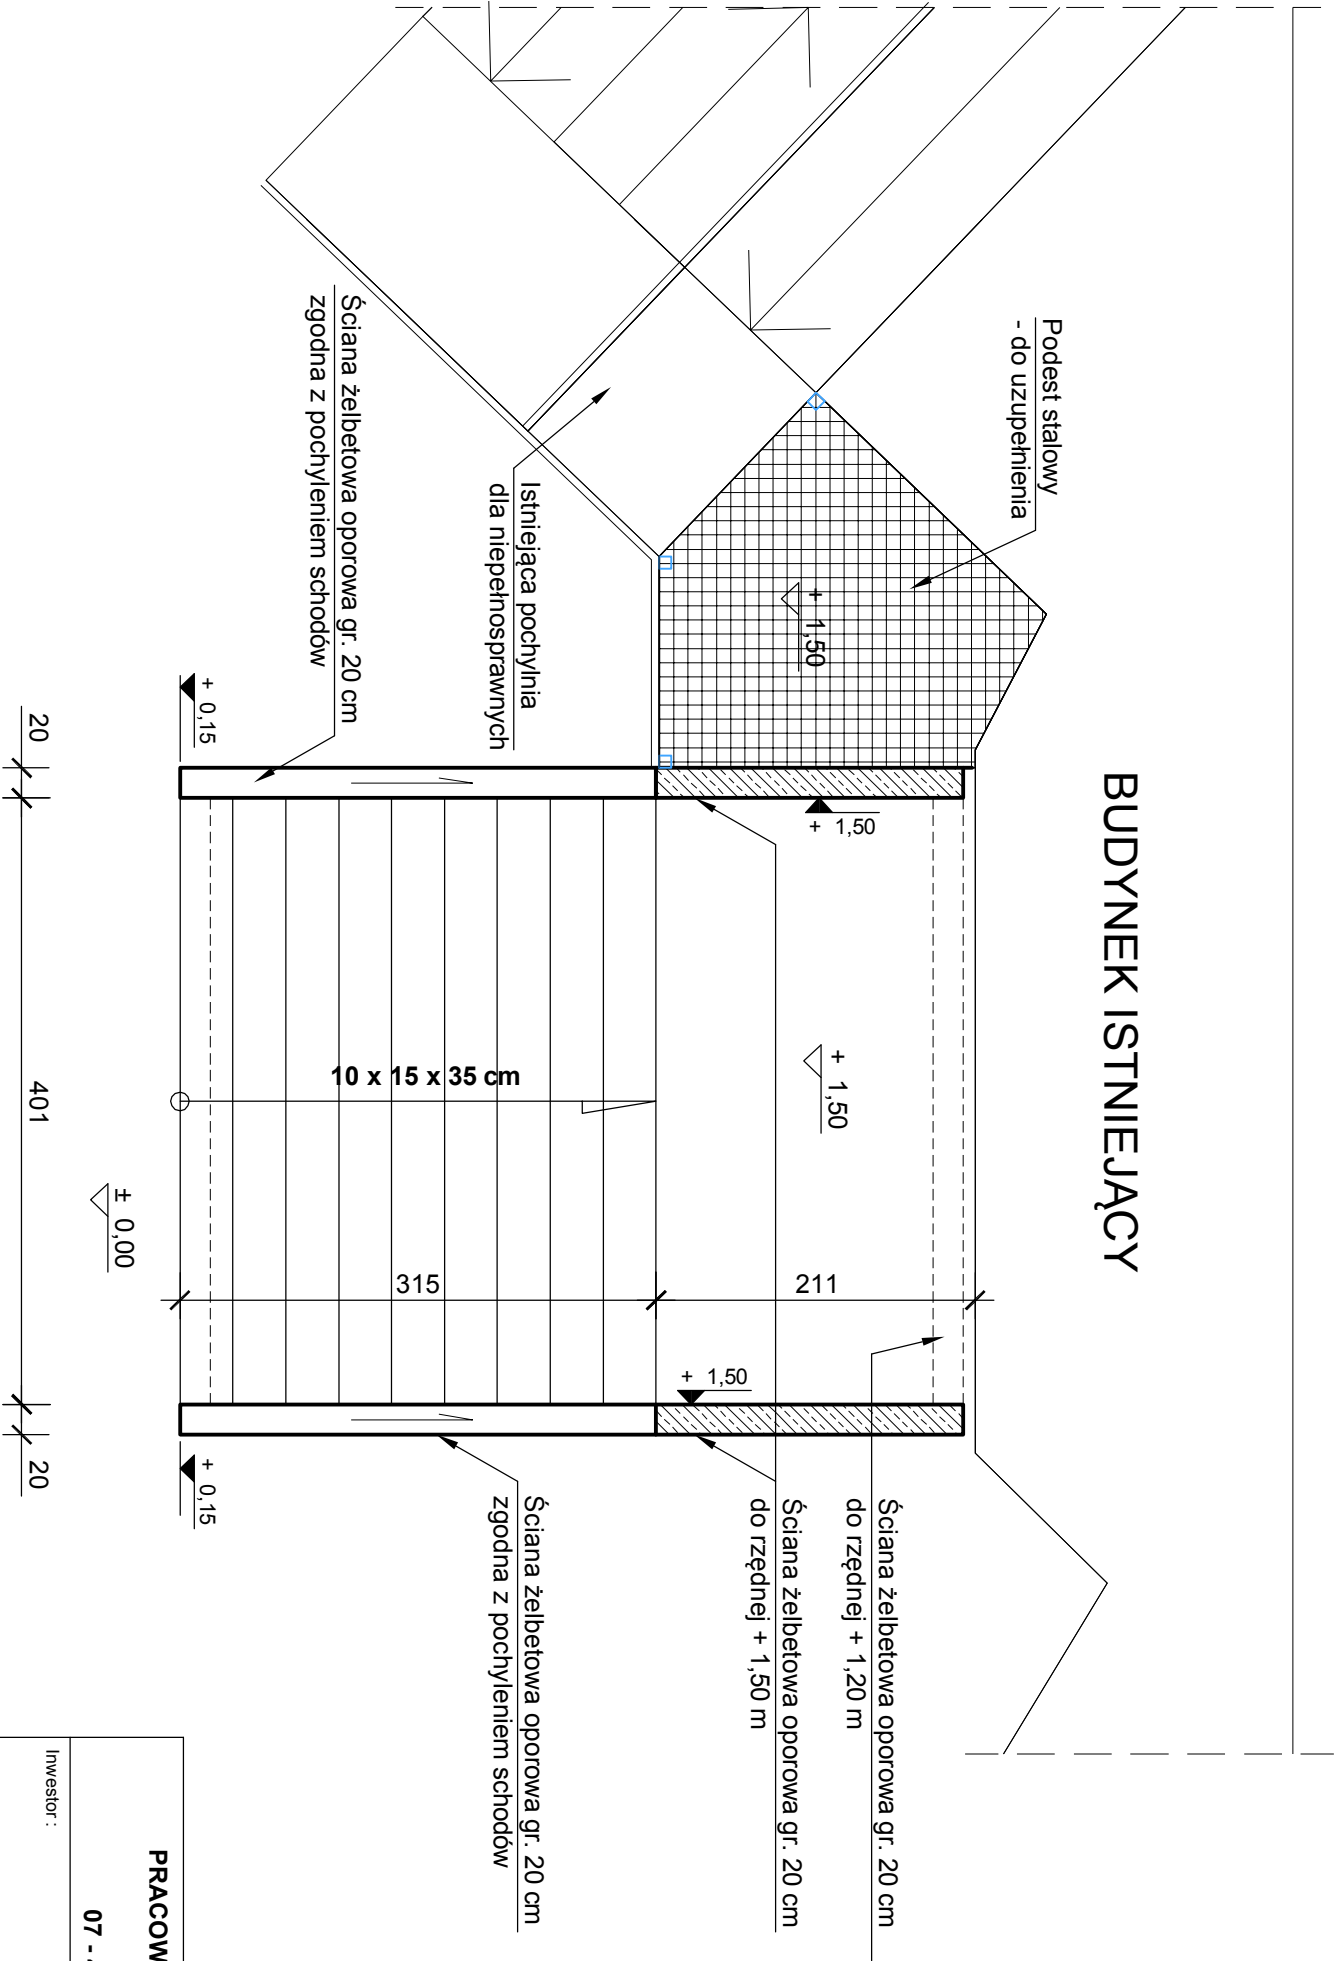 BUDYNEK ISTNIEJĄCY
Podest stalowy
- do uzupełnienia
+ 1,50
Istniejąca pochylnia
dla niepełnosprawnych
Ściana żelbetowa oporowa gr. 20 cm
zgodna z pochyleniem schodów
+ 0,15
+ 1,50
+ 1,50
10 x 15 x 35 cm
± 0,00
315
211
+ 1,50
+ 0,15
Ściana żelbetowa oporowa gr. 20 cm
do rzędnej + 1,20 m
Ściana żelbetowa oporowa gr. 20 cm
do rzędnej + 1,50 m
Ściana żelbetowa oporowa gr. 20 cm
zgodna z pochyleniem schodów
20
401
20
PRACOW
07 -
Inwestor :